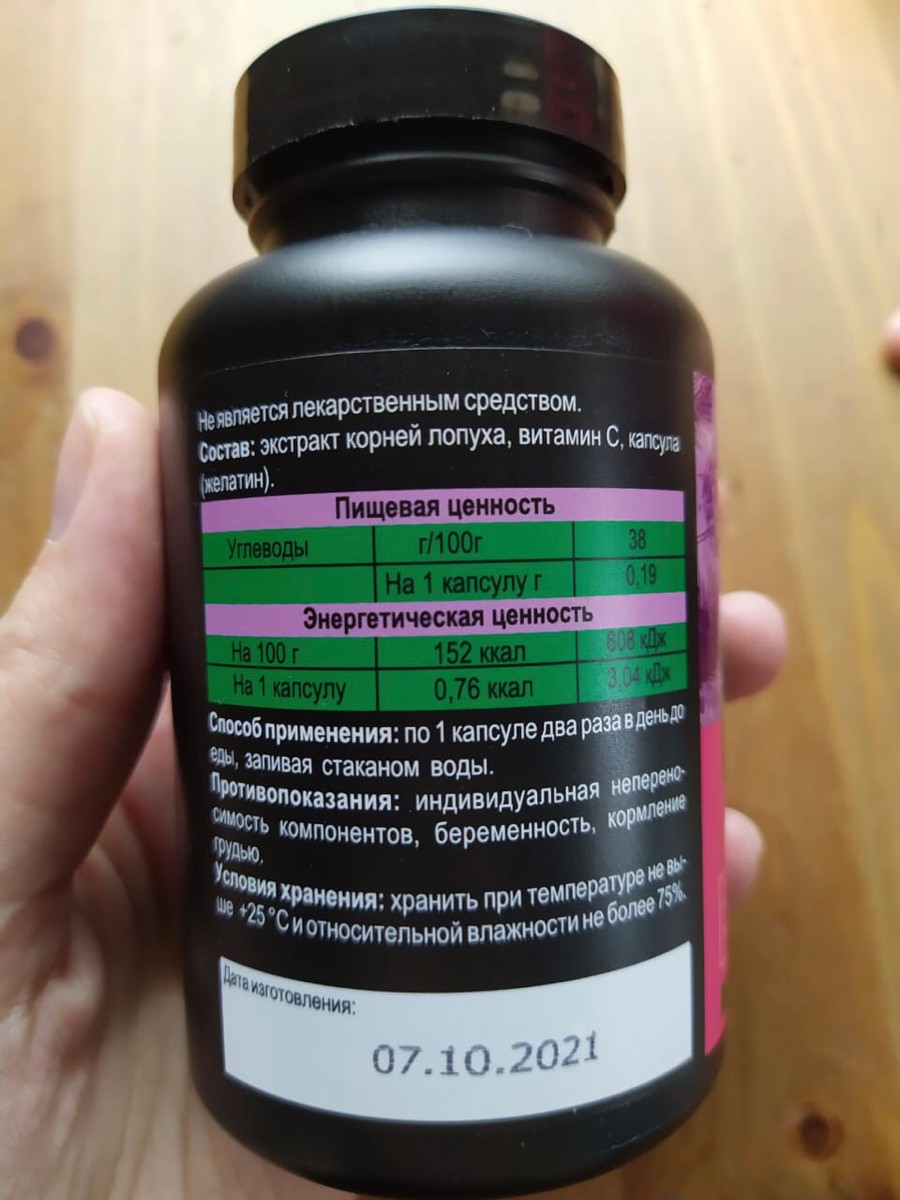 Не является лекарственным средством.
Состав: экстракт корней лопуха, витамин С, капсула
(желатин).
Пищевая ценность
Углеводы г/100г 38
На 1 капсулу г 0,19
Энергетическая ценность
На 100 г 152 ккал 608 кДж
На 1 капсулу 0,76 ккал 3,04 кДж
Способ применения: по 1 капсуле два раза в день до
еды, запивая стаканом воды.
Противопоказания: индивидуальная неперено-
симость компонентов, беременность, кормление
грудью.
Условия хранения: хранить при температуре не вы-
ше +25 °С и относительной влажности не более 75%.
Дата изготовления:
07.10.2021